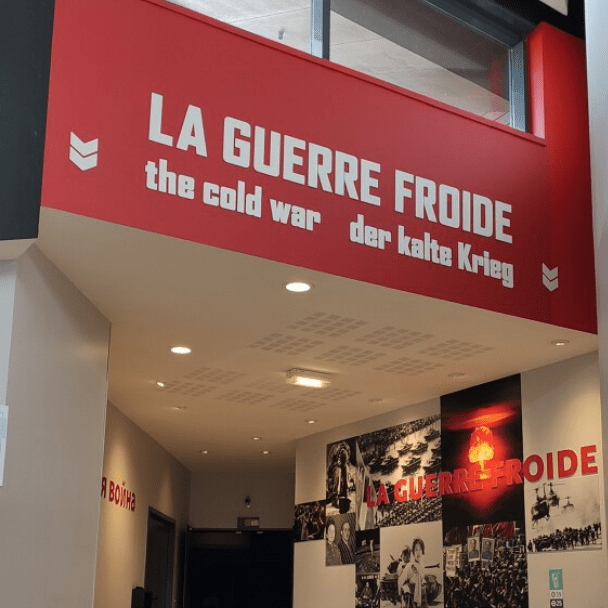 LA GUERRE FROIDE
the cold war der kalte Krieg
я война
LA GUERRE FROIDE